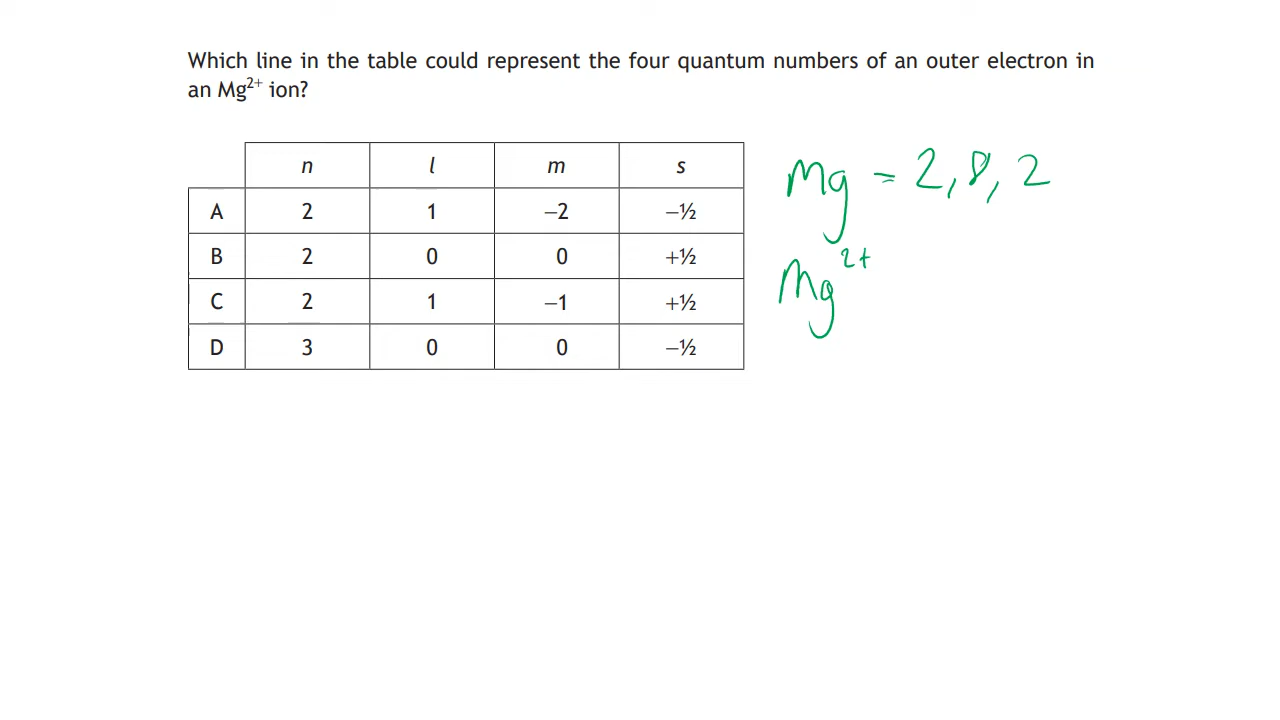 Which line in the table could represent the four quantum numbers of an outer electron in
an Mg²⁺ ion?
n l m s
A 2 1 −2 −½
B 2 0 0 +½
C 2 1 −1 +½
D 3 0 0 −½
Mg = 2, 8, 2
Mg²⁺